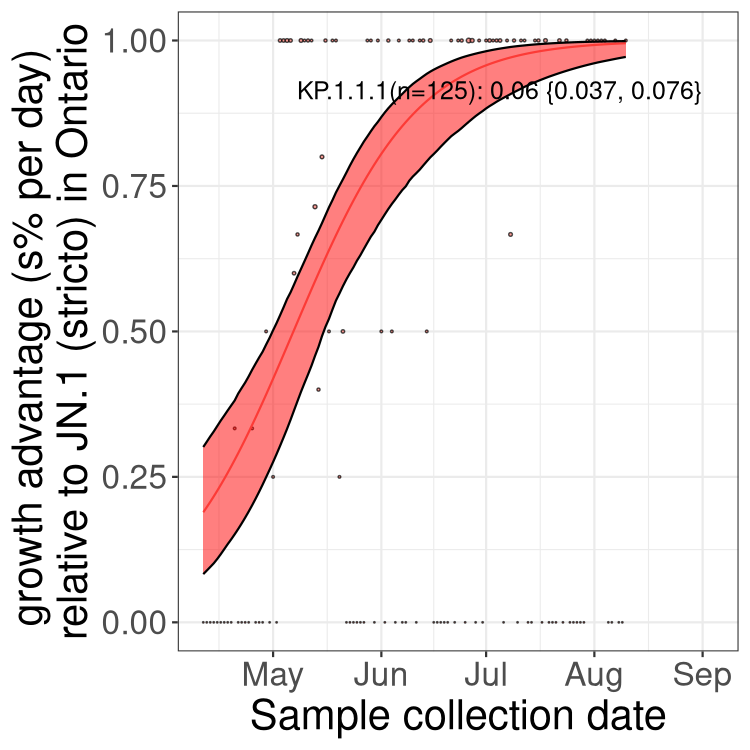 growth advantage (s% per day)
relative to JN.1 (stricto) in Ontario
1.00
0.75
0.50
0.25
0.00
KP.1.1.1(n=125): 0.06 {0.037, 0.076}
May Jun Jul Aug Sep
Sample collection date